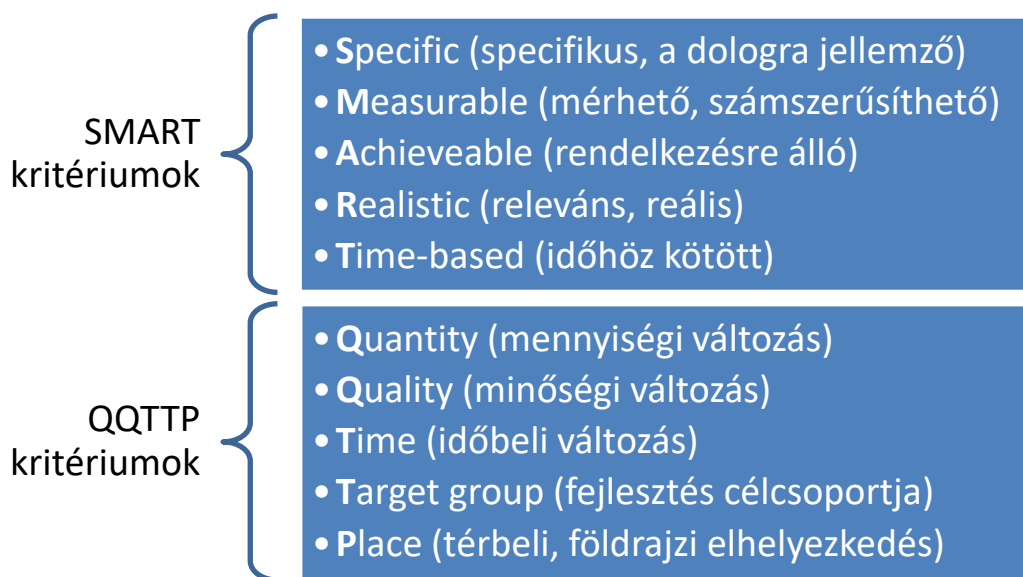 SMART
kritériumok
• Specific (specifikus, a dologra jellemző)
• Measurable (mérhető, számszerűsíthető)
• Achieveable (rendelkezésre álló)
• Realistic (releváns, reális)
• Time-based (időhöz kötött)
QQTTP
kritériumok
• Quantity (mennyiségi változás)
• Quality (minőségi változás)
• Time (időbeli változás)
• Target group (fejlesztés célcsoportja)
• Place (térbeli, földrajzi elhelyezkedés)